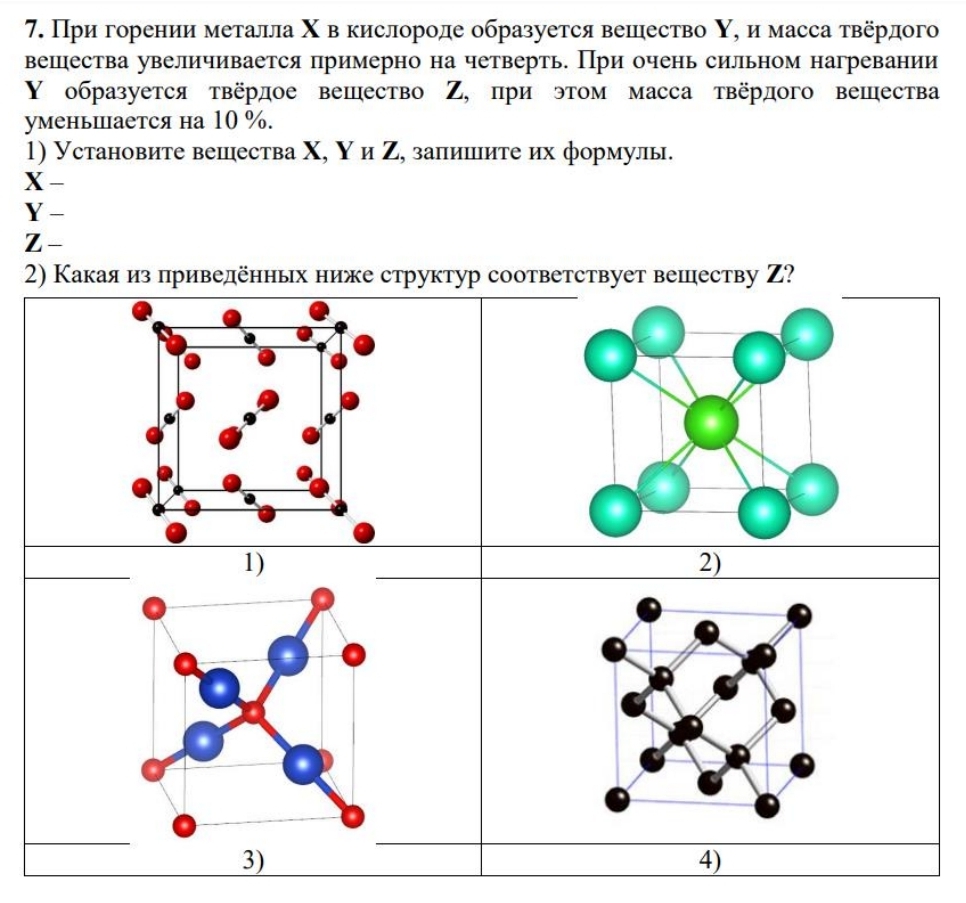 7. При горении металла X в кислороде образуется вещество Y, и масса твёрдого
вещества увеличивается примерно на четверть. При очень сильном нагревании
Y образуется твёрдое вещество Z, при этом масса твёрдого вещества
уменьшается на 10 %.
1) Установите вещества X, Y и Z, запишите их формулы.
X –
Y –
Z –
2) Какая из приведённых ниже структур соответствует веществу Z?
1)
2)
3)
4)